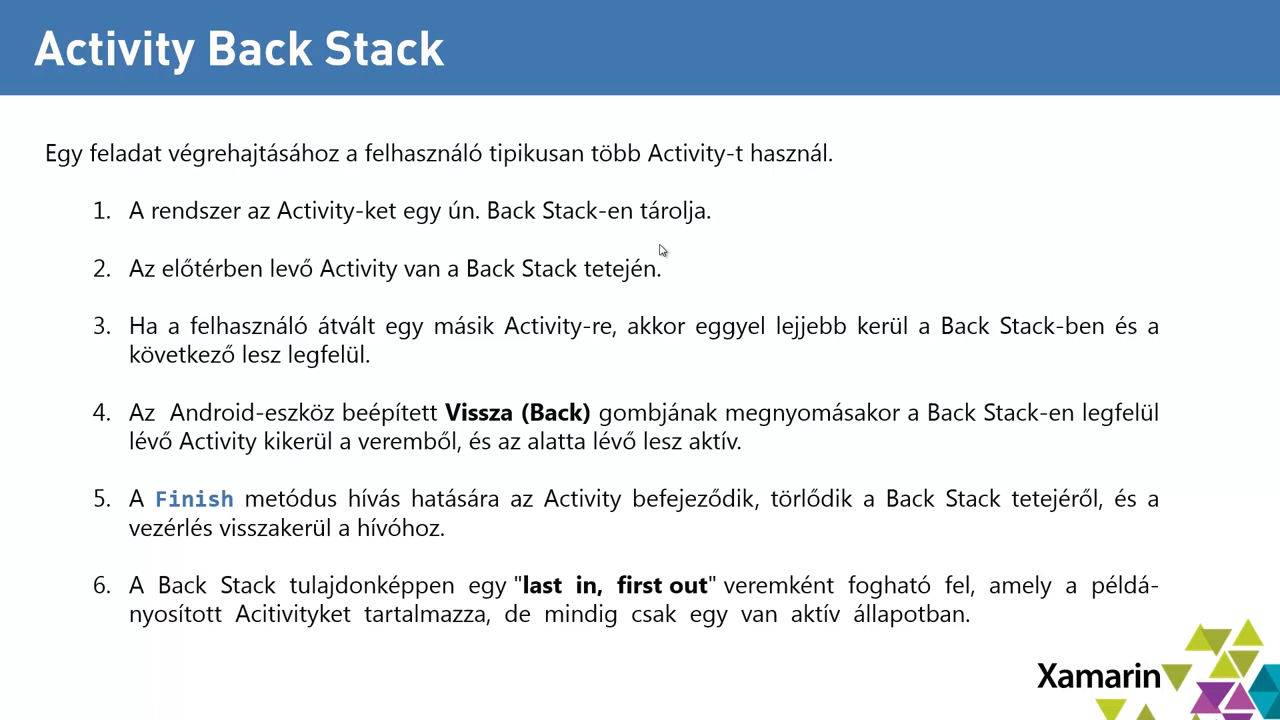 Activity Back Stack
Egy feladat végrehajtásához a felhasználó tipikusan több Activity-t használ.
1. A rendszer az Activity-ket egy ún. Back Stack-en tárolja.
2. Az előtérben levő Activity van a Back Stack tetején.
3. Ha a felhasználó átvált egy másik Activity-re, akkor eggyel lejjebb kerül a Back Stack-ben és a
következő lesz legfelül.
4. Az Android-eszköz beépített Vissza (Back) gombjának megnyomásakor a Back Stack-en legfelül
lévő Activity kikerül a veremből, és az alatta lévő lesz aktív.
5. A Finish metódus hívás hatására az Activity befejeződik, törlődik a Back Stack tetejéről, és a
vezérlés visszakerül a hívóhoz.
6. A Back Stack tulajdonképpen egy "last in, first out" veremként fogható fel, amely a példá-
nyosított Acitivityket tartalmazza, de mindig csak egy van aktív állapotban.
Xamarin